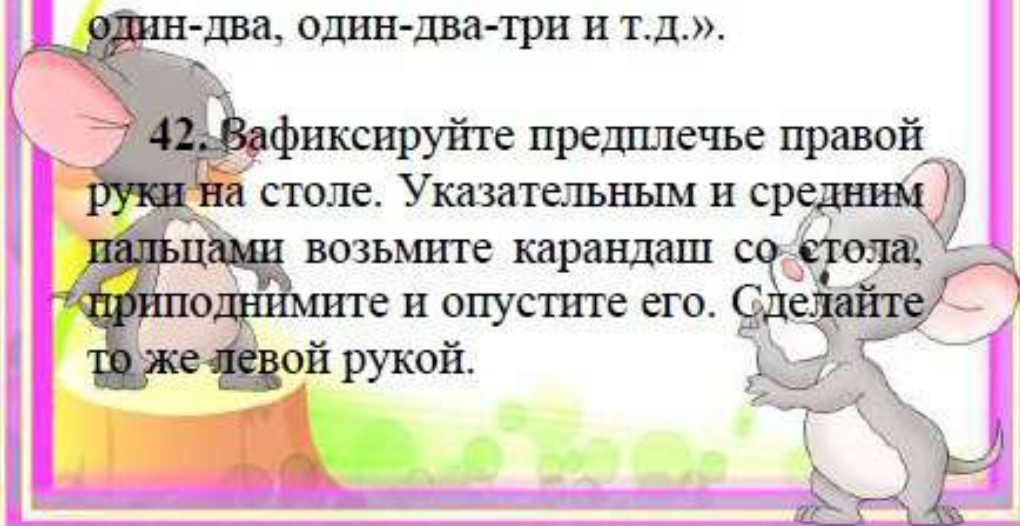 один-два, один-два-три и т.д.».
42. Зафиксируйте предплечье правой
руки на столе. Указательным и средним
пальцами возьмите карандаш со стола,
приподнимите и опустите его. Сделайте
то же левой рукой.